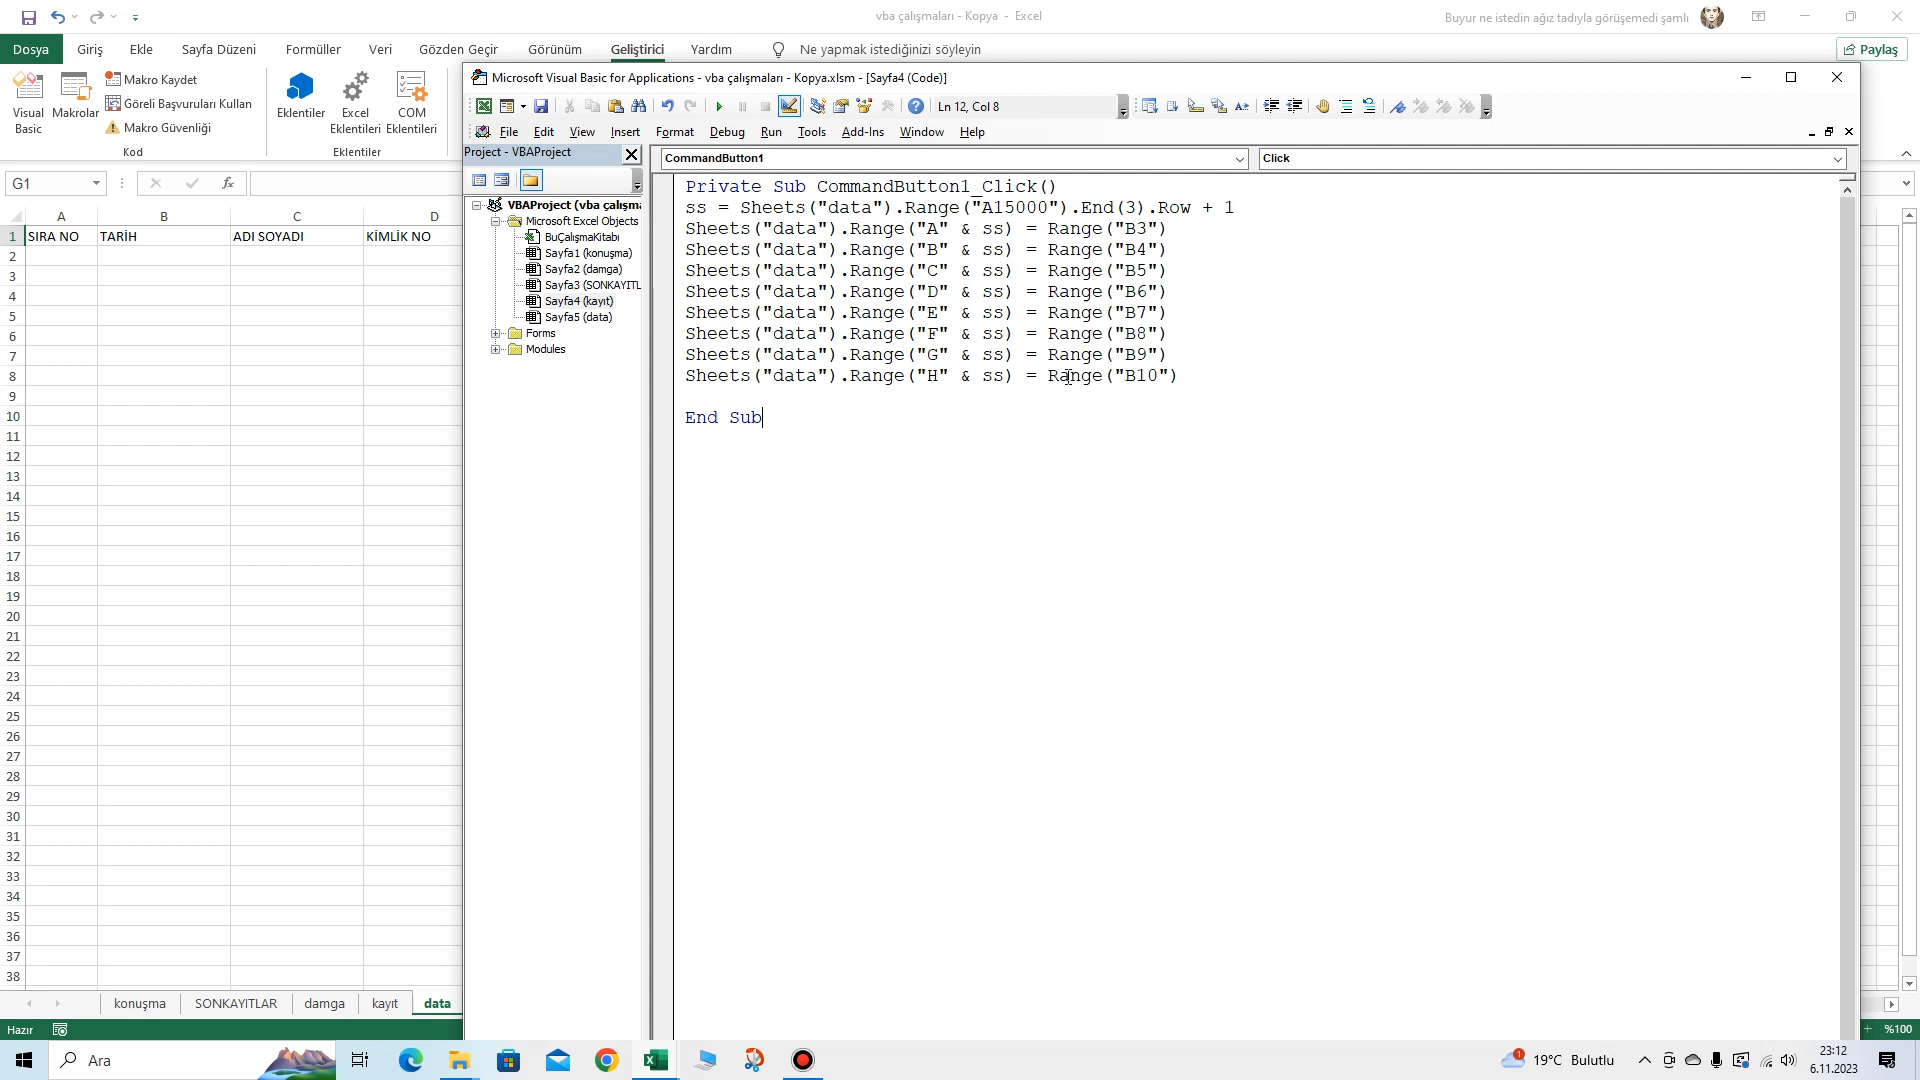 vba çalışmaları - Kopya - Excel
Buyur ne istedin ağız tadıyla görüşemedi şamlı
Dosya Giriş Ekle Sayfa Düzeni Formüller Veri Gözden Geçir Görünüm Geliştirici Yardım Ne yapmak istediğinizi söyleyin Paylaş
Visual Basic
Makrolar
Makro Kaydet
Göreli Başvuruları Kullan
Makro Güvenliği
Kod
Eklentiler
Excel Eklentileri
COM Eklentileri
Eklentiler
G1
fx
A B C D
1 SIRA NO TARİH ADI SOYADI KİMLİK NO
2
3
4
5
6
7
8
9
10
11
12
13
14
15
16
17
18
19
20
21
22
23
24
25
26
27
28
29
30
31
32
33
34
35
36
37
38
konuşma SONKAYITLAR damga kayıt data
Hazır
%100
Microsoft Visual Basic for Applications - vba çalışmaları - Kopya.xlsm - [Sayfa4 (Code)]
Ln 12, Col 8
File Edit View Insert Format Debug Run Tools Add-Ins Window Help
Project - VBAProject
VBAProject (vba çalışma
Microsoft Excel Objects
BuÇalışmaKitabı
Sayfa1 (konuşma)
Sayfa2 (damga)
Sayfa3 (SONKAYITL
Sayfa4 (kayıt)
Sayfa5 (data)
Forms
Modules
CommandButton1
Click
Private Sub CommandButton1_Click()
ss = Sheets("data").Range("A15000").End(3).Row + 1
Sheets("data").Range("A" & ss) = Range("B3")
Sheets("data").Range("B" & ss) = Range("B4")
Sheets("data").Range("C" & ss) = Range("B5")
Sheets("data").Range("D" & ss) = Range("B6")
Sheets("data").Range("E" & ss) = Range("B7")
Sheets("data").Range("F" & ss) = Range("B8")
Sheets("data").Range("G" & ss) = Range("B9")
Sheets("data").Range("H" & ss) = Range("B10")
End Sub
Ara
1
19°C Bulutlu
23:12
6.11.2023